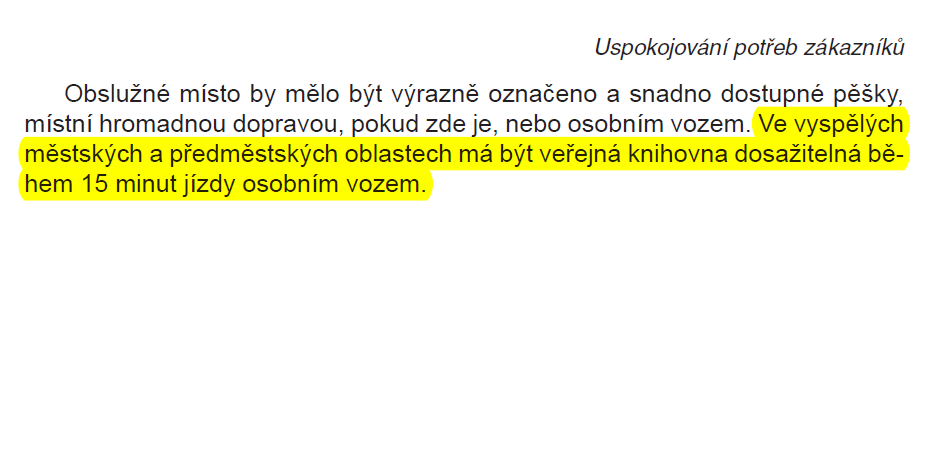 Uspokojování potřeb zákazníků
Obslužné místo by mělo být výrazně označeno a snadno dostupné pěšky,
místní hromadnou dopravou, pokud zde je, nebo osobním vozem. Ve vyspělých
městských a předměstských oblastech má být veřejná knihovna dosažitelná bě-
hem 15 minut jízdy osobním vozem.